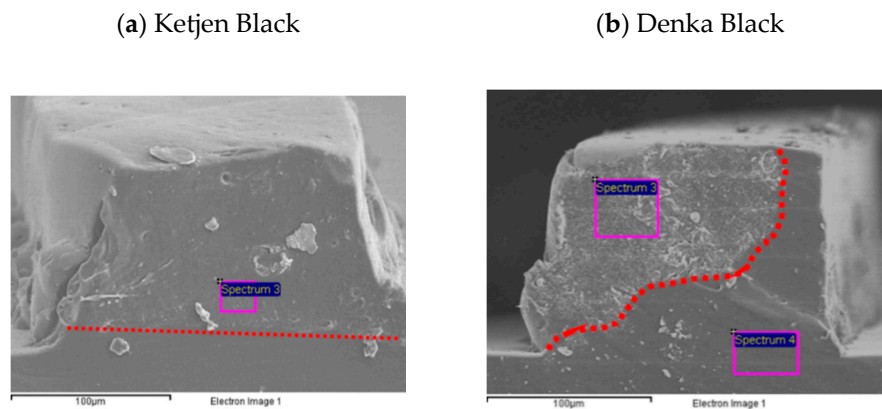 (a) Ketjen Black
(b) Denka Black
Spectrum 3
100µm
Electron Image 1
Spectrum 3
Spectrum 4
100µm
Electron Image 1